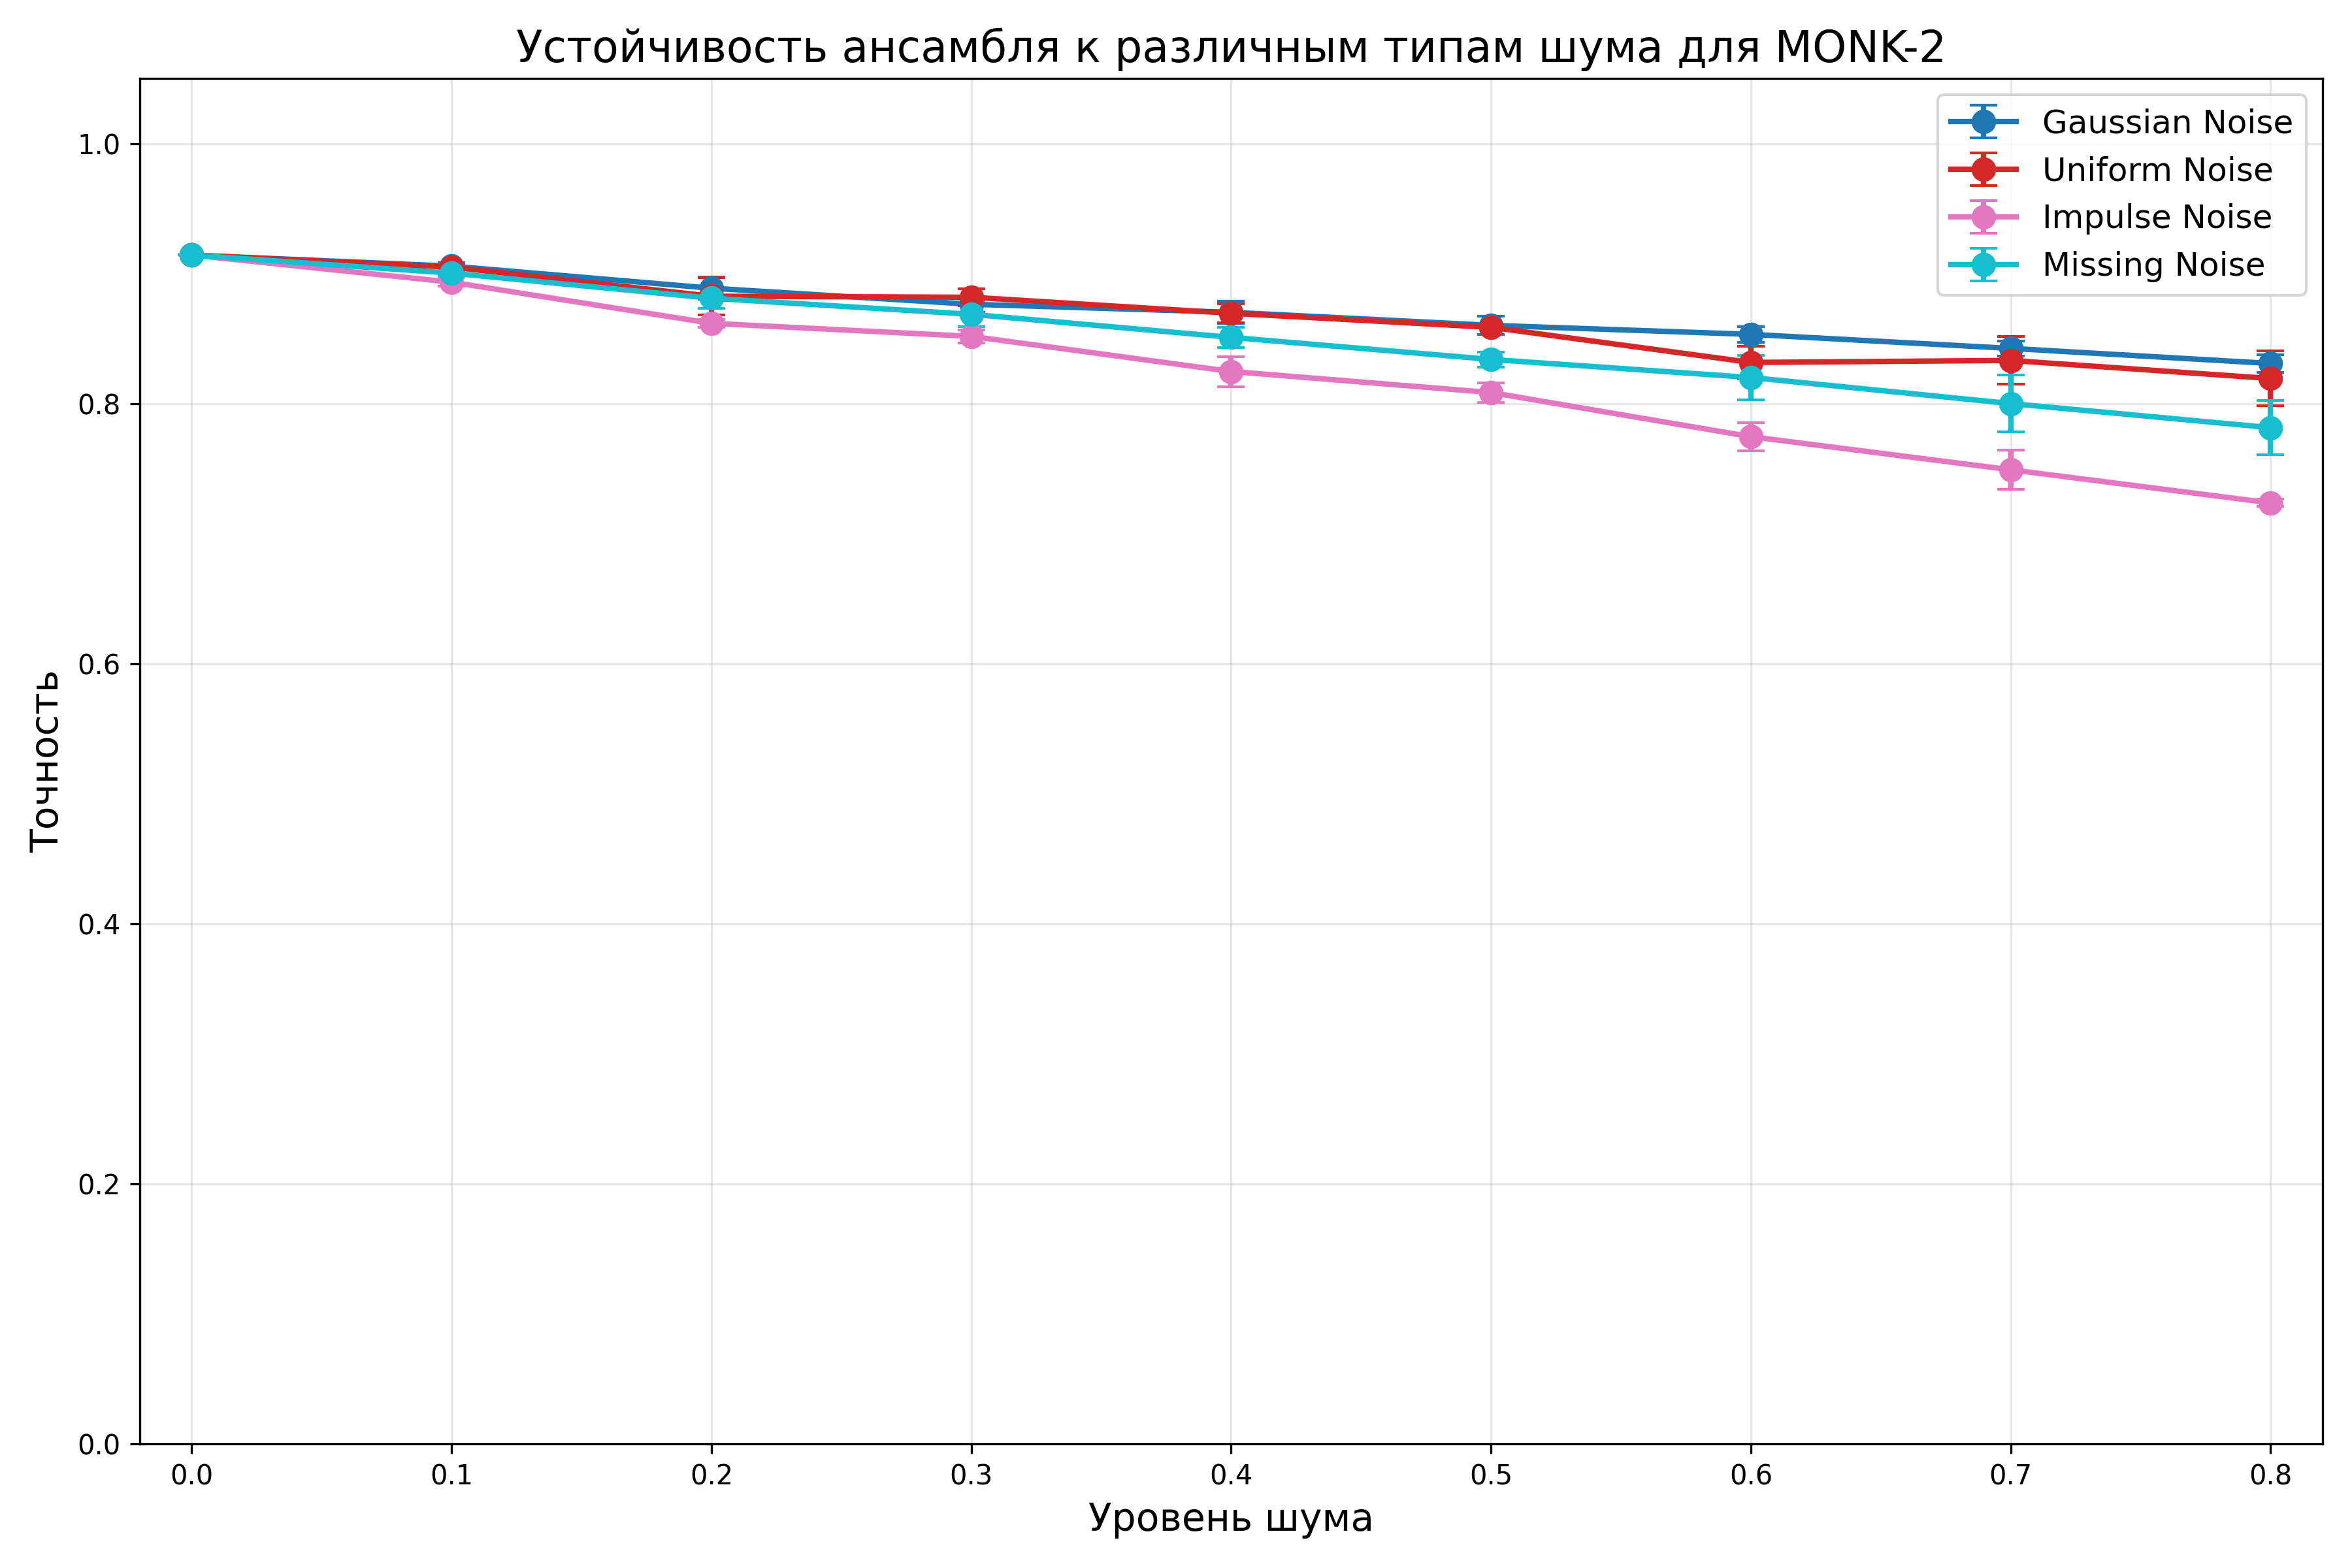 Устойчивость ансамбля к различным типам шума для MONK-2
Gaussian Noise
Uniform Noise
Impulse Noise
Missing Noise
Точность
1.0
0.8
0.6
0.4
0.2
0.0
0.0 0.1 0.2 0.3 0.4 0.5 0.6 0.7 0.8
Уровень шума